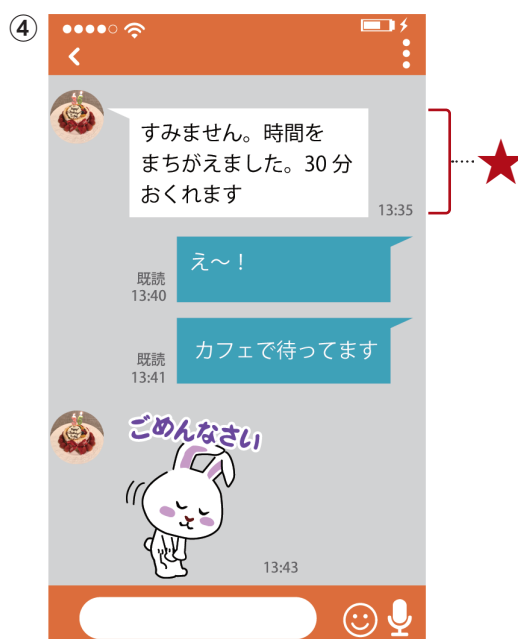 ④
すみません。時間を
まちがえました。30分
おくれます
13:35
え〜！
既読
13:40
カフェで待ってます
既読
13:41
ごめんなさい
13:43